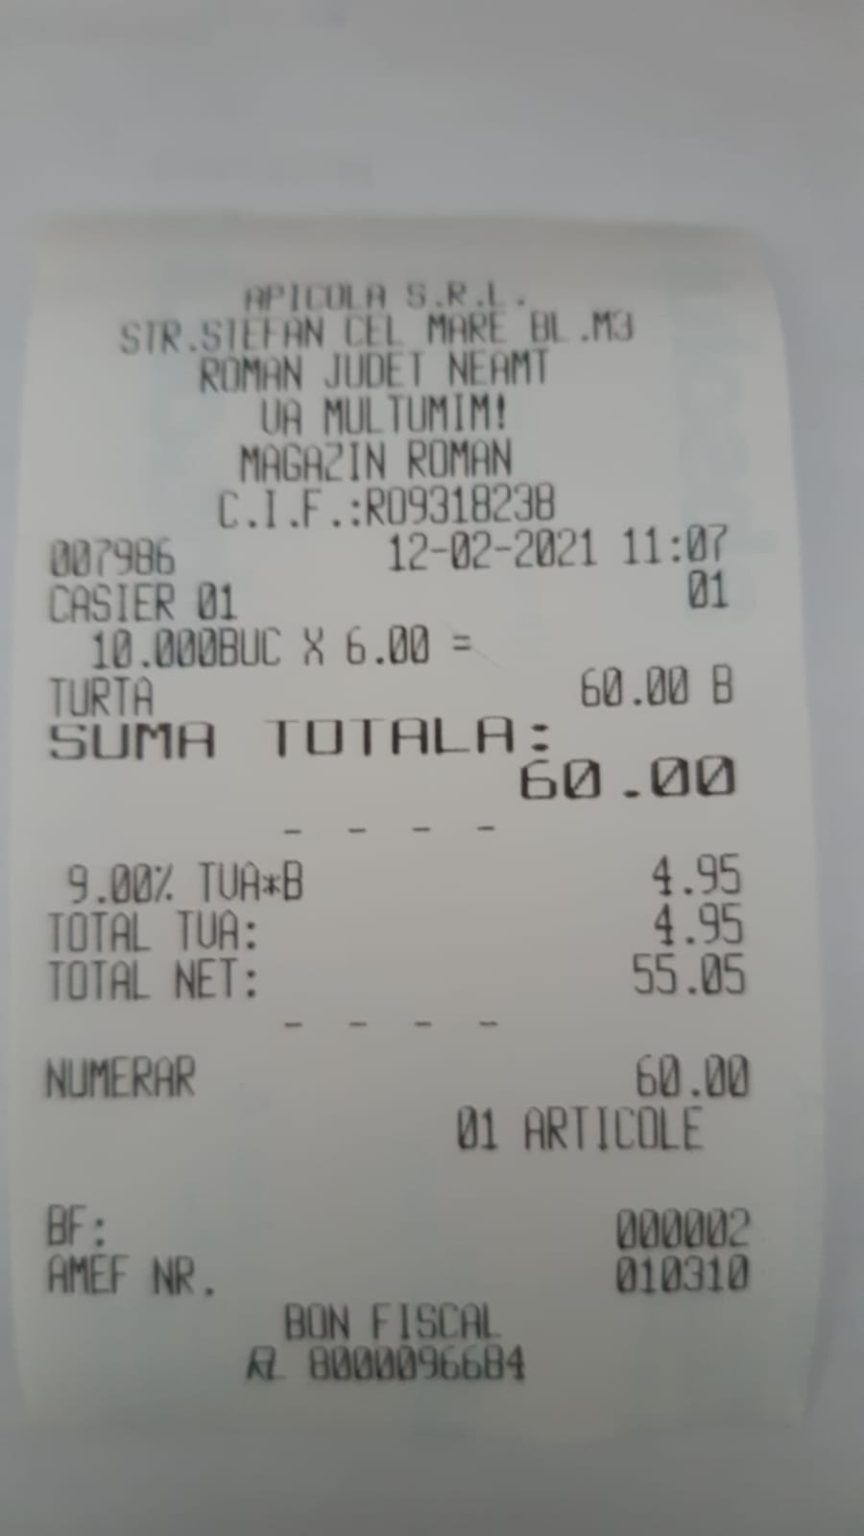 APICOLA S.R.L.
STR.STEFAN CEL MARE BL.M3
ROMAN JUDET NEAMT
VA MULTUMIM!
MAGAZIN ROMAN
C.I.F.:RO9318238
007986 12-02-2021 11:07
CASIER 01 01
10.000BUC X 6.00 =
TURTA 60.00 B
SUMA TOTALA:
60.00
- - - -
9.00% TVA*B 4.95
TOTAL TVA: 4.95
TOTAL NET: 55.05
- - - -
NUMERAR 60.00
01 ARTICOLE
BF: 000002
AMEF NR. 010310
BON FISCAL
8000096684